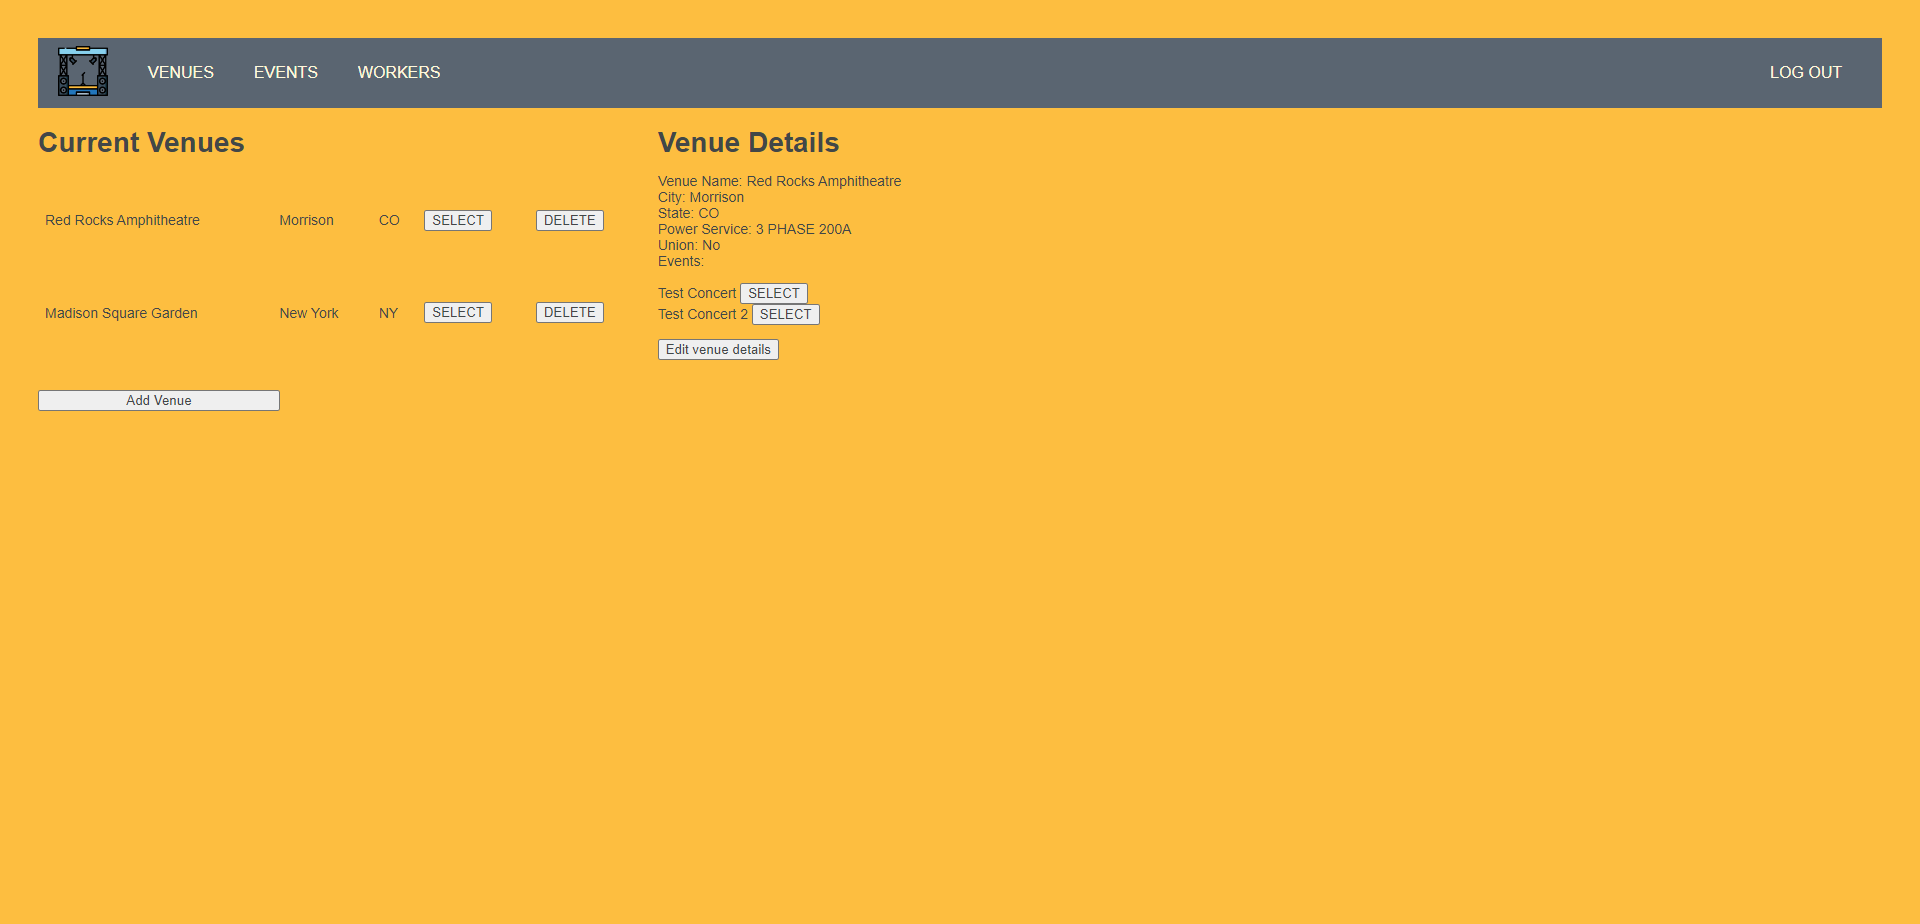 VENUES EVENTS WORKERS LOG OUT
Current Venues
Red Rocks Amphitheatre Morrison CO SELECT DELETE
Madison Square Garden New York NY SELECT DELETE
Add Venue
Venue Details
Venue Name: Red Rocks Amphitheatre
City: Morrison
State: CO
Power Service: 3 PHASE 200A
Union: No
Events:
Test Concert SELECT
Test Concert 2 SELECT
Edit venue details